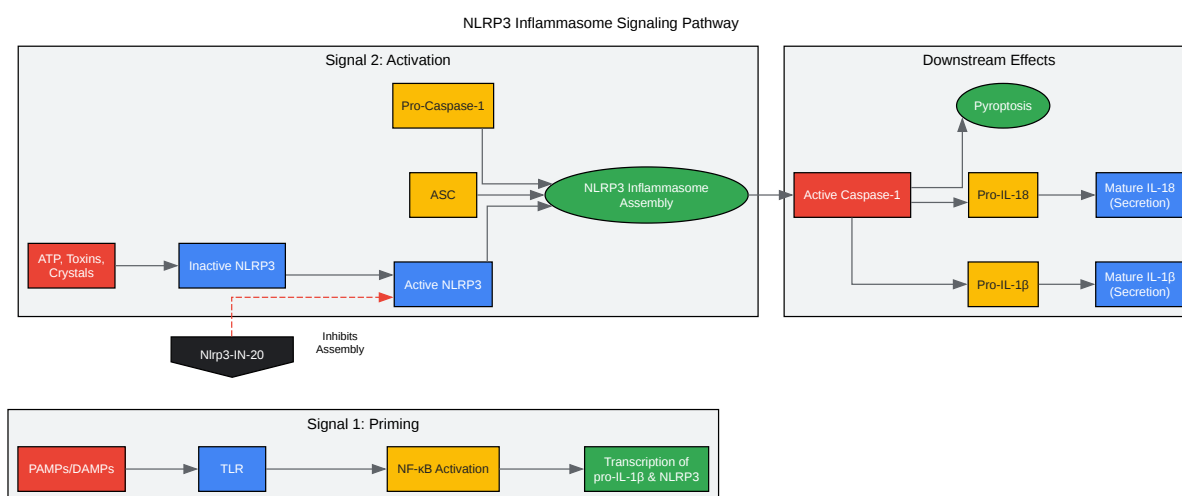 NLRP3 Inflammasome Signaling Pathway
Signal 2: Activation
Pro-Caspase-1
ASC
NLRP3 Inflammasome
Assembly
ATP, Toxins,
Crystals
Inactive NLRP3
Active NLRP3
Nlrp3-IN-20
Inhibits
Assembly
Downstream Effects
Pyroptosis
Active Caspase-1
Pro-IL-18
Mature IL-18
(Secretion)
Pro-IL-1β
Mature IL-1β
(Secretion)
Signal 1: Priming
PAMPs/DAMPs
TLR
NF-κB Activation
Transcription of
pro-IL-1β & NLRP3